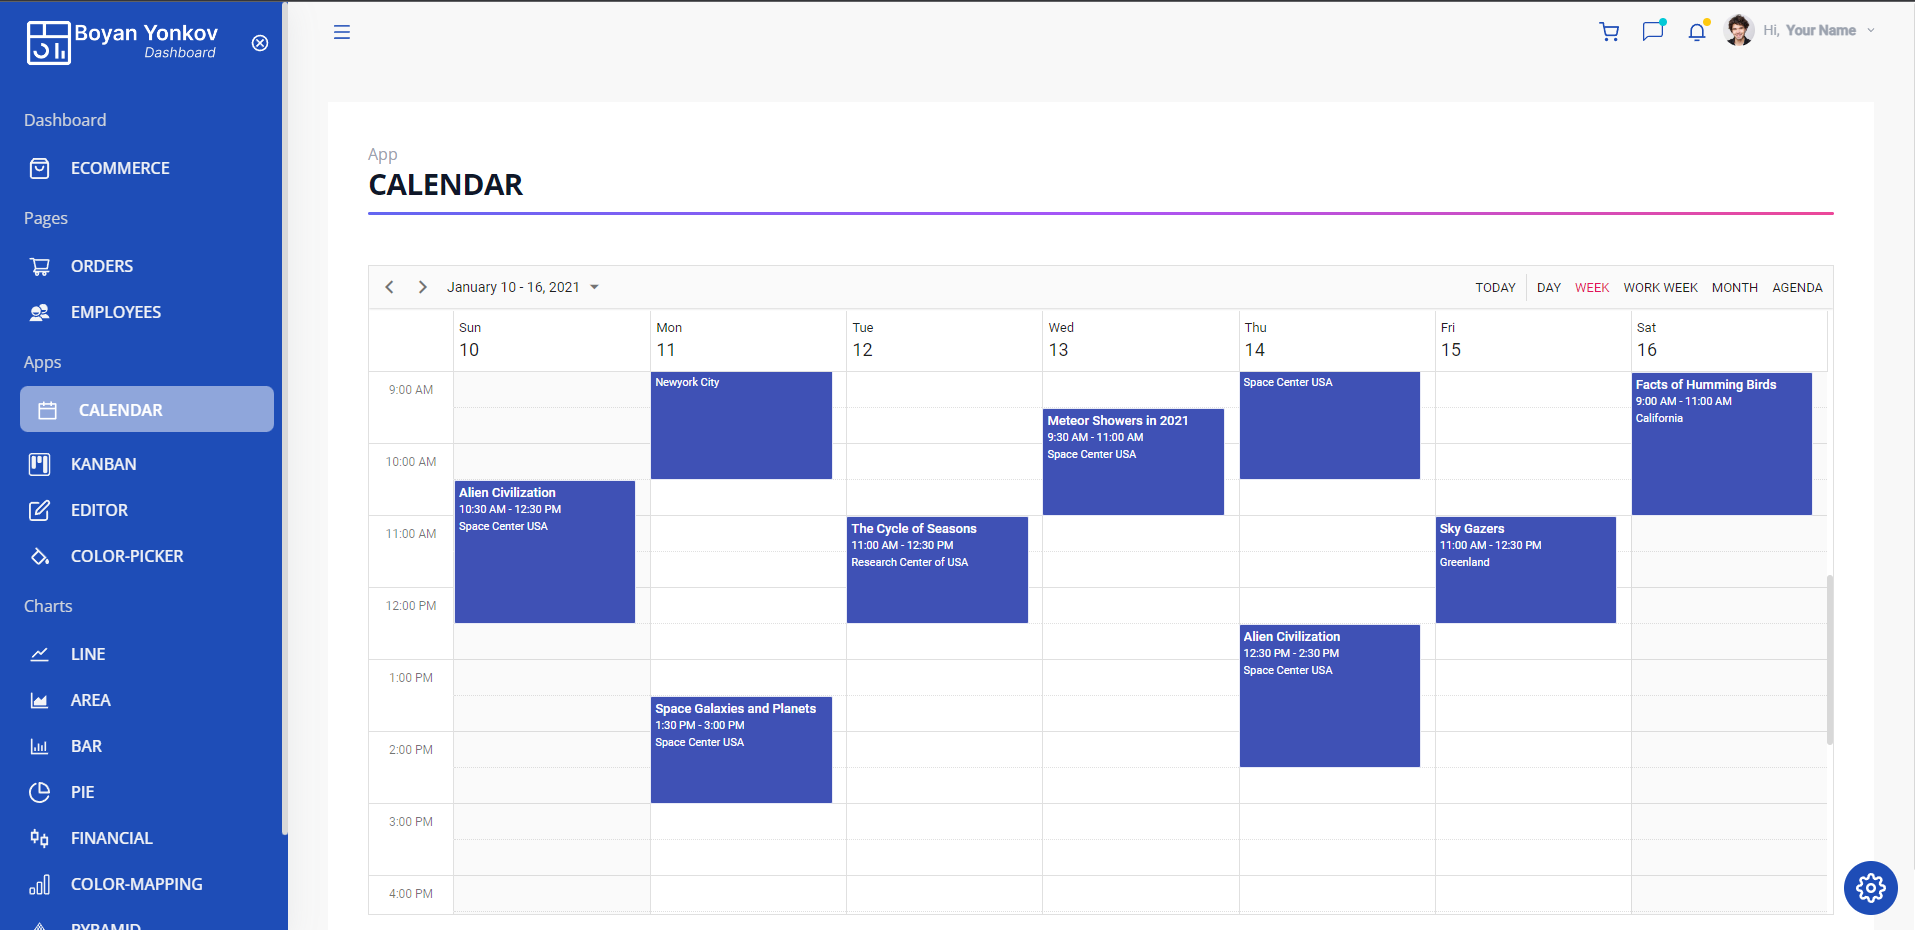 Boyan Yonkov
Dashboard
Dashboard
ECOMMERCE
Pages
ORDERS
EMPLOYEES
Apps
CALENDAR
KANBAN
EDITOR
COLOR-PICKER
Charts
LINE
AREA
BAR
PIE
FINANCIAL
COLOR-MAPPING
PYRAMID
Hi, Your Name
App
CALENDAR
January 10 - 16, 2021
TODAY DAY WEEK WORK WEEK MONTH AGENDA
Sun Mon Tue Wed Thu Fri Sat
10 11 12 13 14 15 16
9:00 AM
10:00 AM
11:00 AM
12:00 PM
1:00 PM
2:00 PM
3:00 PM
4:00 PM
Alien Civilization
10:30 AM - 12:30 PM
Space Center USA
Newyork City
Space Galaxies and Planets
1:30 PM - 3:00 PM
Space Center USA
The Cycle of Seasons
11:00 AM - 12:30 PM
Research Center of USA
Meteor Showers in 2021
9:30 AM - 11:00 AM
Space Center USA
Space Center USA
Alien Civilization
12:30 PM - 2:30 PM
Space Center USA
Sky Gazers
11:00 AM - 12:30 PM
Greenland
Facts of Humming Birds
9:00 AM - 11:00 AM
California